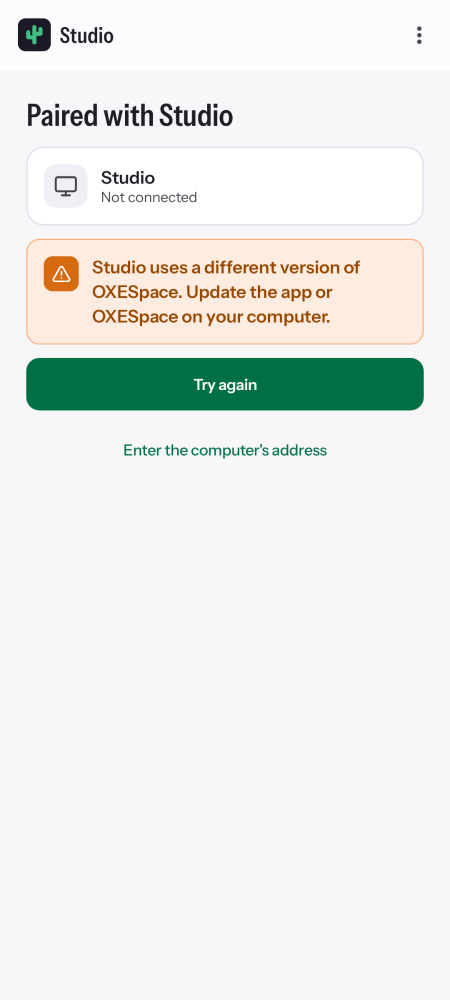 Studio
Paired with Studio
Studio
Not connected
Studio uses a different version of
OXESpace. Update the app or
OXESpace on your computer.
Try again
Enter the computer's address